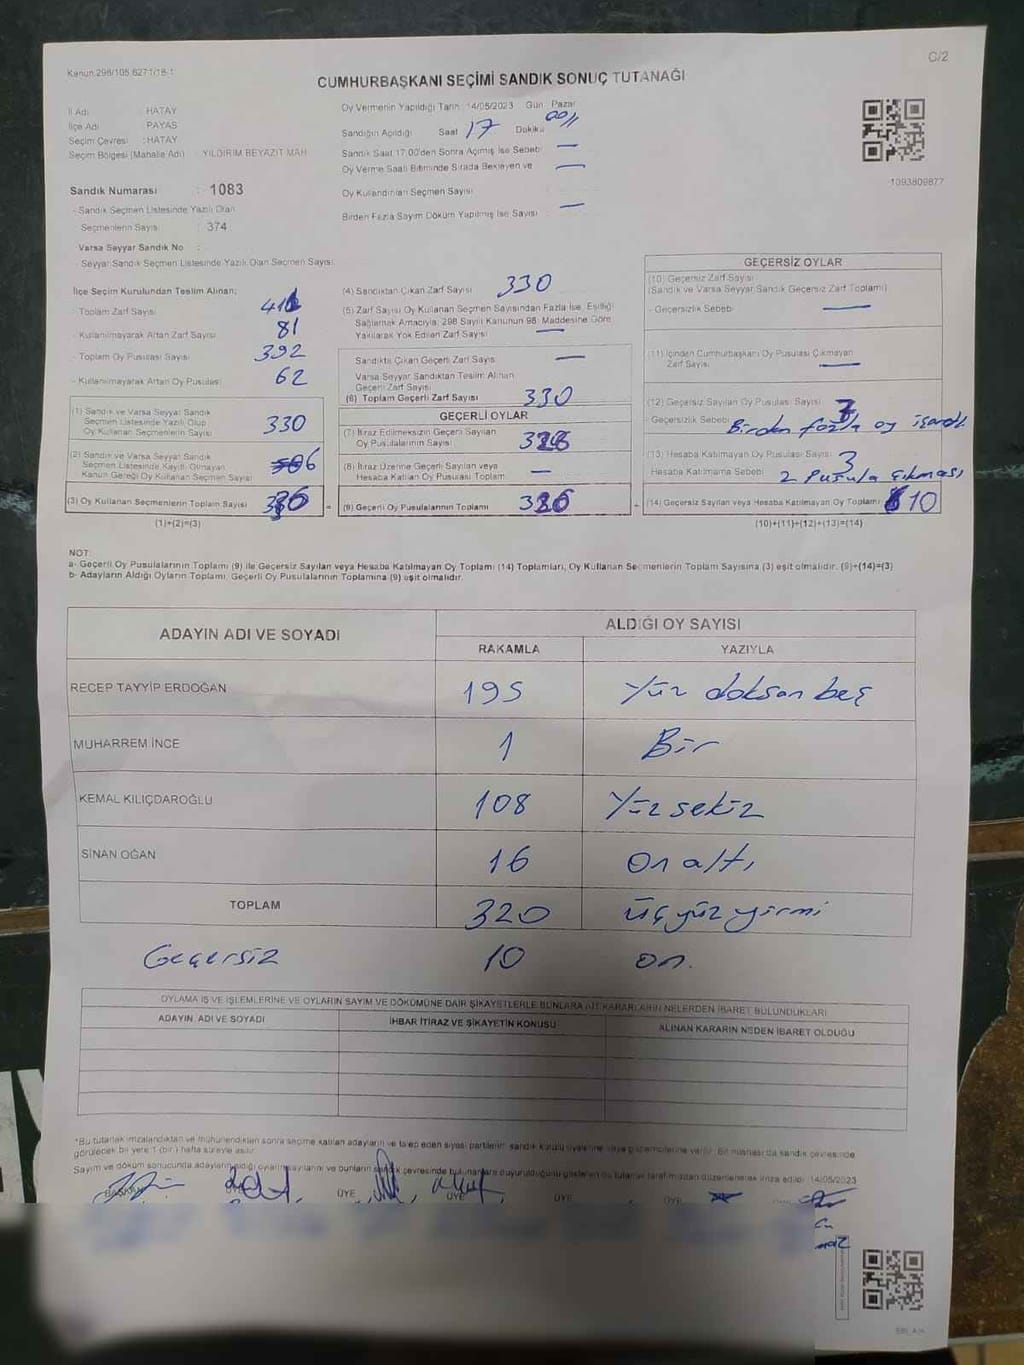 C/2
Kanun 298/105 6271/18-1
CUMHURBAŞKANI SEÇİMİ SANDIK SONUÇ TUTANAĞI
İl Adı : HATAY
İlçe Adı : PAYAS
Seçim Çevresi : HATAY
Seçim Bölgesi (Mahalle Adı) : YILDIRIM BEYAZIT MAH.
Oy Vermenin Yapıldığı Tarih : 14/05/2023 Gün : Pazar
Sandığın Açıldığı Saat 17 Dakika
Sandık Saat 17:00'den Sonra Açılmış İse Sebebi —
Oy Verme Saati Bitiminde Sırada Bekleyen ve —
Oy Kullandırılan Seçmen Sayısı
Birden Fazla Sayım Döküm Yapılmış İse Sayısı —
1093809877
Sandık Numarası : 1083
- Sandık Seçmen Listesinde Yazılı Olan
Seçmenlerin Sayısı : 374
Varsa Seyyar Sandık No :
- Seyyar Sandık Seçmen Listesinde Yazılı Olan Seçmen Sayısı:
İlçe Seçim Kurulundan Teslim Alınan;
- Toplam Zarf Sayısı
- Kullanılmayarak Artan Zarf Sayısı 81
- Toplam Oy Pusulası Sayısı 392
- Kullanılmayarak Artan Oy Pusulası 62
(1) Sandık ve Varsa Seyyar Sandık
Seçmen Listesinde Yazılı Olup
Oy Kullanan Seçmenlerin Sayısı 330
(2) Sandık ve Varsa Seyyar Sandık
Seçmen Listesinde Kayıtlı Olmayan
Kanun Gereği Oy Kullanan Seçmen Sayısı
(3) Oy Kullanan Seçmenlerin Toplam Sayısı
(1)+(2)=(3)
(4) Sandıktan Çıkan Zarf Sayısı 330
(5) Zarf Sayısı Oy Kullanan Seçmen Sayısından Fazla İse, Eşitliği
Sağlamak Amacıyla; 298 Sayılı Kanunun 98. Maddesine Göre
Yakılarak Yok Edilen Zarf Sayısı —
Sandıkta Çıkan Geçerli Zarf Sayısı —
Varsa Seyyar Sandıktan Teslim Alınan
Geçerli Zarf Sayısı
(6) Toplam Geçerli Zarf Sayısı 330
GEÇERLİ OYLAR
(7) İtiraz Edilmeksizin Geçerli Sayılan
Oy Pusulalarının Sayısı
(8) İtiraz Üzerine Geçerli Sayılan veya
Hesaba Katılan Oy Pusulası Toplam —
(9) Geçerli Oy Pusulalarının Toplamı
GEÇERSİZ OYLAR
(10) Geçersiz Zarf Sayısı
(Sandık ve Varsa Seyyar Sandık Geçersiz Zarf Toplamı)
- Geçersizlik Sebebi —
(11) İçinden Cumhurbaşkanı Oy Pusulası Çıkmayan
Zarf Sayısı —
(12) Geçersiz Sayılan Oy Pusulası Sayısı
Geçersizlik Sebebi Birden fazla oy işareti
(13) Hesaba Katılmayan Oy Pusulası Sayısı 3
Hesaba Katılmama Sebebi 2 Pusula çıkması
(14) Geçersiz Sayılan veya Hesaba Katılmayan Oy Toplamı 10
(10)+(11)+(12)+(13)=(14)
NOT:
a- Geçerli Oy Pusulalarının Toplamı (9) ile Geçersiz Sayılan veya Hesaba Katılmayan Oy Toplamı (14) Toplamları, Oy Kullanan Seçmenlerin Toplam Sayısına (3) eşit olmalıdır. (9)+(14)=(3)
b- Adayların Aldığı Oyların Toplamı, Geçerli Oy Pusulalarının Toplamına (9) eşit olmalıdır.
ADAYIN ADI VE SOYADI ALDIĞI OY SAYISI
RAKAMLA YAZIYLA
RECEP TAYYİP ERDOĞAN 195 Yüz doksan beş
MUHARREM İNCE 1 Bir
KEMAL KILIÇDAROĞLU 108 Yüz sekiz
SİNAN OĞAN 16 On altı
TOPLAM 320 üç yüz yirmi
Geçersiz 10 on.
OYLAMA İŞ VE İŞLEMLERİNE VE OYLARIN SAYIM VE DÖKÜMÜNE DAİR ŞİKAYETLERLE BUNLARA AİT KARARLARIN NELERDEN İBARET BULUNDUKLARI
ADAYIN ADI VE SOYADI İHBAR İTİRAZ VE ŞİKAYETİN KONUSU ALINAN KARARIN NEDEN İBARET OLDUĞU
*Bu tutanak imzalandıktan ve mühürlendikten sonra seçime katılan adayların ve talep eden siyasi partilerin sandık kurulu üyelerine veya gözlemcilerine verilir. Bir nüshası da sandık çevresinde
görülecek bir yere 1 (bir) hafta süreyle asılır.
Sayım ve döküm sonucunda adayların aldığı oyların sayılarını ve bunların sandık çevresinde bulunanlara duyurulduğunu gösteren bu tutanak tarafımızdan düzenlenerek imza edildi. 14/05/2023
BAŞKAN ÜYE ÜYE ÜYE ÜYE ÜYE